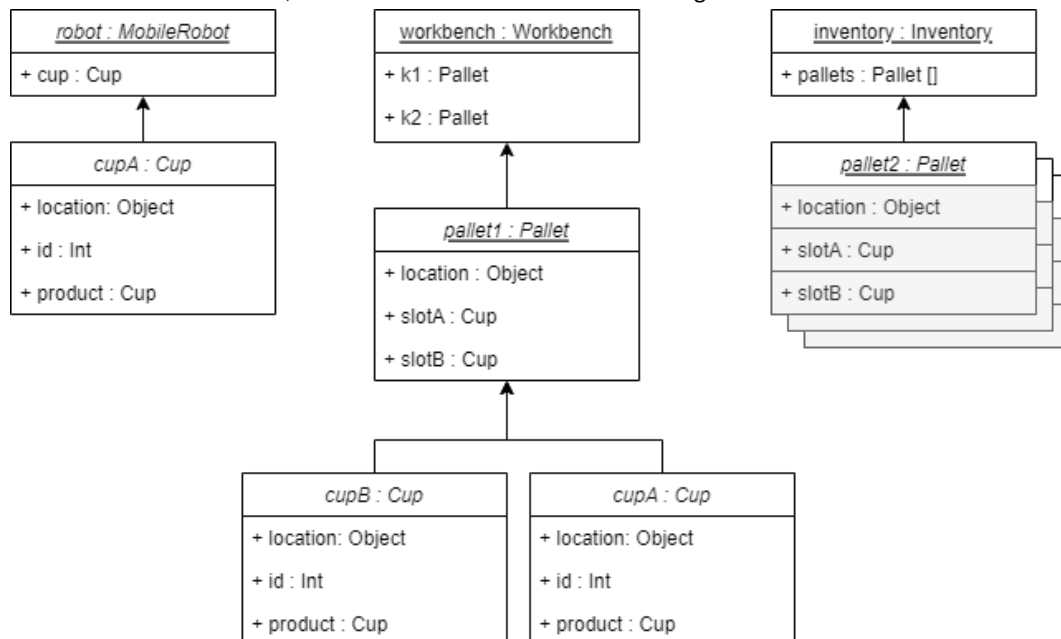 robot : MobileRobot
+ cup : Cup
cupA : Cup
+ location: Object
+ id : Int
+ product : Cup
workbench : Workbench
+ k1 : Pallet
+ k2 : Pallet
pallet1 : Pallet
+ location : Object
+ slotA : Cup
+ slotB : Cup
cupB : Cup
+ location: Object
+ id : Int
+ product : Cup
cupA : Cup
+ location: Object
+ id : Int
+ product : Cup
inventory : Inventory
+ pallets : Pallet []
pallet2 : Pallet
+ location : Object
+ slotA : Cup
+ slotB : Cup